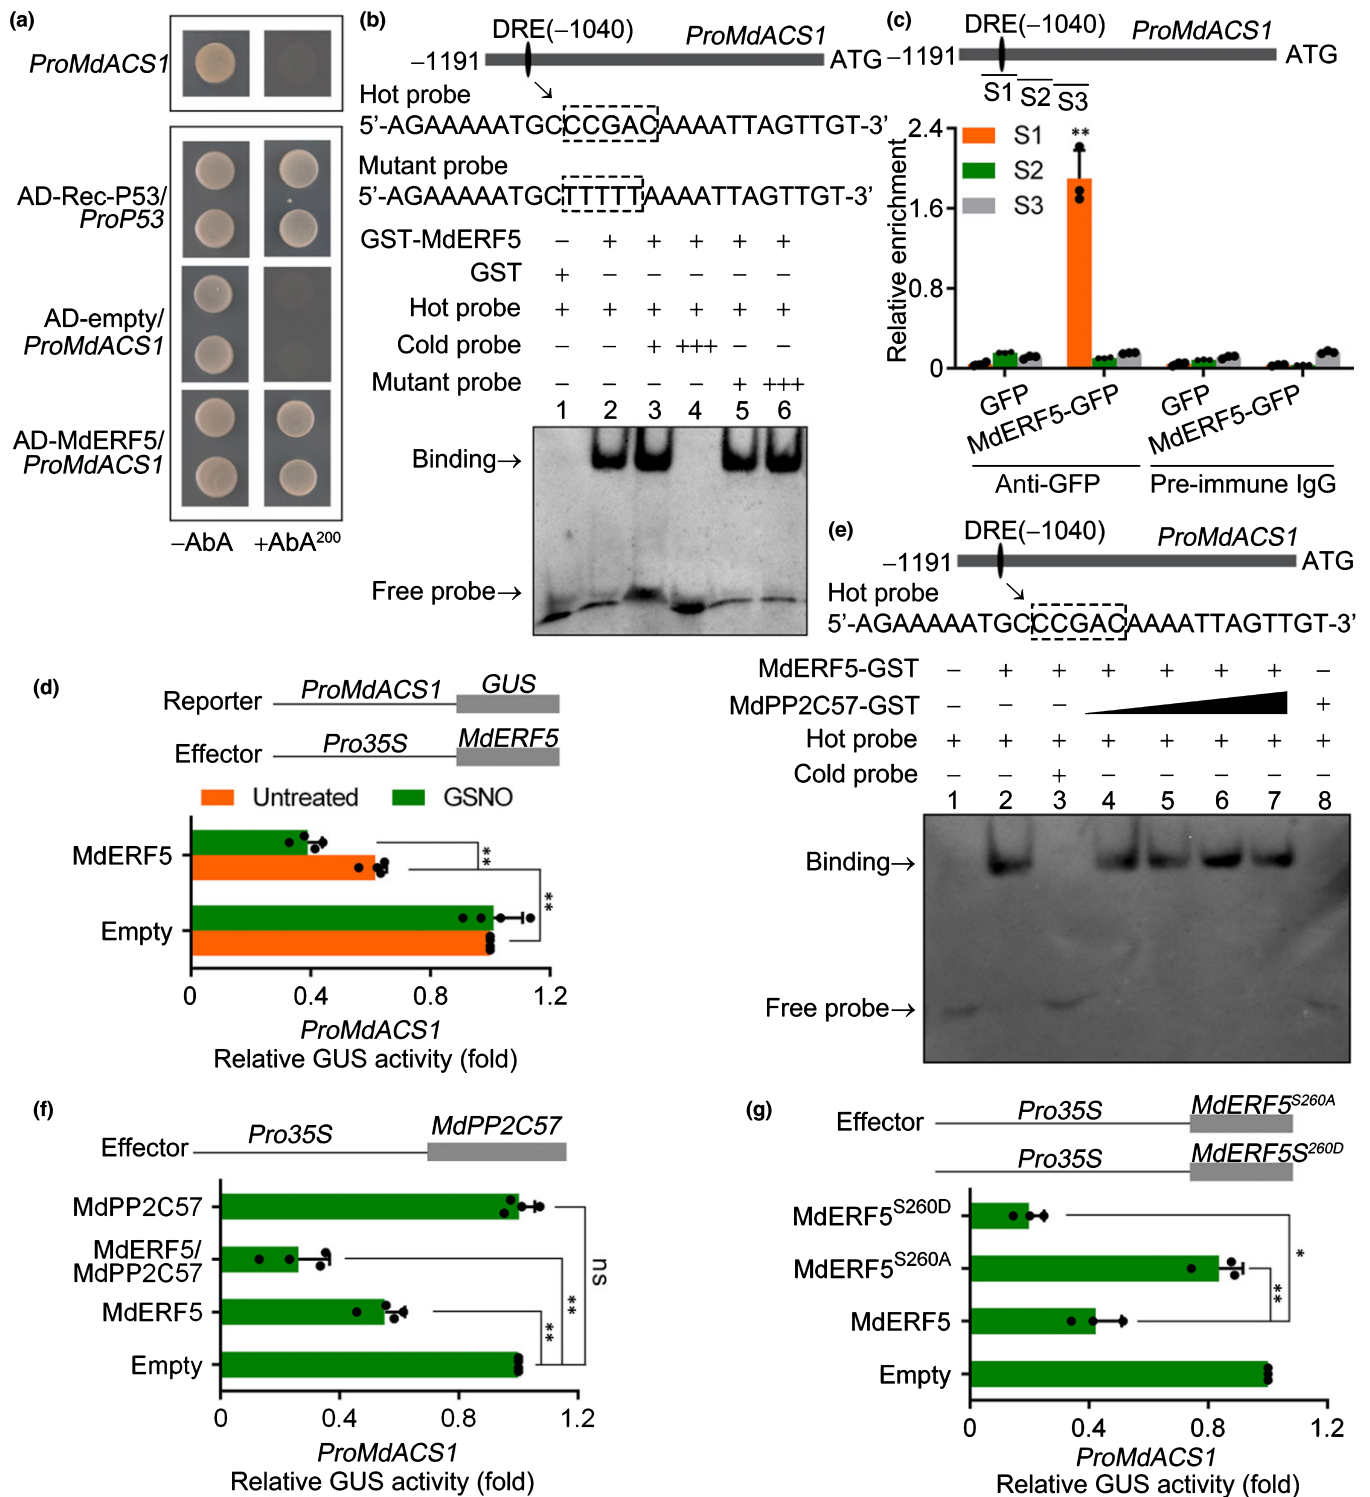 (a)
ProMdACS1
AD-Rec-P53/
ProP53
AD-empty/
ProMdACS1
AD-MdERF5/
ProMdACS1
−AbA +AbA²⁰⁰
(b)
DRE(−1040) ProMdACS1
−1191 ATG
Hot probe
5'-AGAAAAATGCCCGACAAAATTAGTTGT-3'
Mutant probe
5'-AGAAAAATGCTTTTTAAAATTAGTTGT-3'
GST-MdERF5 − + + + + +
GST + − − − − −
Hot probe + + + + + +
Cold probe − − + +++ − −
Mutant probe − − − − + +++
1 2 3 4 5 6
Binding→
Free probe→
(c)
DRE(−1040) ProMdACS1
−1191 ATG
S1 S2 S3
Relative enrichment
2.4
1.6
0.8
0
S1
S2
S3
**
GFP MdERF5-GFP GFP MdERF5-GFP
Anti-GFP Pre-immune IgG
(d)
Reporter ProMdACS1 GUS
Effector Pro35S MdERF5
Untreated GSNO
MdERF5
Empty
**
**
0 0.4 0.8 1.2
ProMdACS1
Relative GUS activity (fold)
(e)
DRE(−1040) ProMdACS1
−1191 ATG
Hot probe
5'-AGAAAAATGCCCGACAAAATTAGTTGT-3'
MdERF5-GST − + + + + + + −
MdPP2C57-GST − − − +
Hot probe + + + + + + + +
Cold probe − − + − − − − −
1 2 3 4 5 6 7 8
Binding→
Free probe→
(f)
Effector Pro35S MdPP2C57
MdPP2C57
MdERF5/
MdPP2C57
MdERF5
Empty
**
**
ns
0 0.4 0.8 1.2
ProMdACS1
Relative GUS activity (fold)
(g)
Effector Pro35S MdERF5ˢ²⁶⁰ᴬ
Pro35S MdERF5S²⁶⁰ᴰ
MdERF5ˢ²⁶⁰ᴰ
MdERF5ˢ²⁶⁰ᴬ
MdERF5
Empty
**
*
0 0.4 0.8 1.2
ProMdACS1
Relative GUS activity (fold)